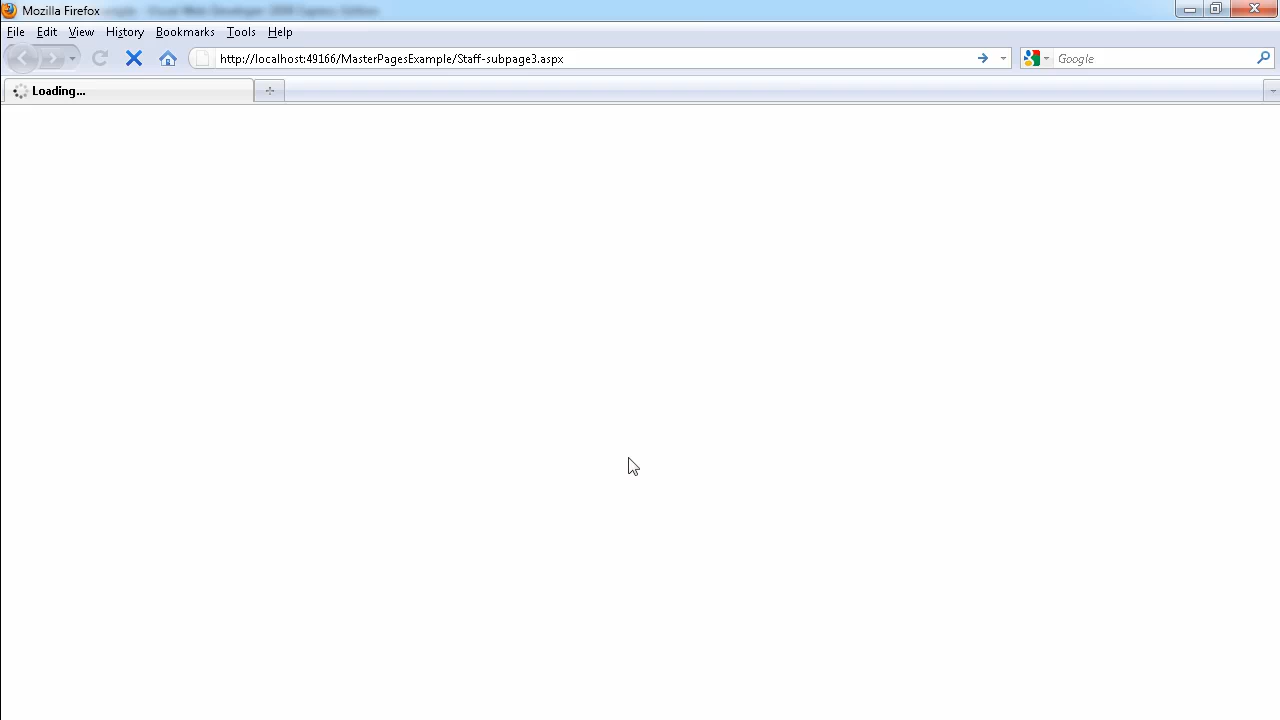 Mozilla Firefox
File Edit View History Bookmarks Tools Help
http://localhost:49166/MasterPagesExample/Staff-subpage3.aspx
Google
Loading...